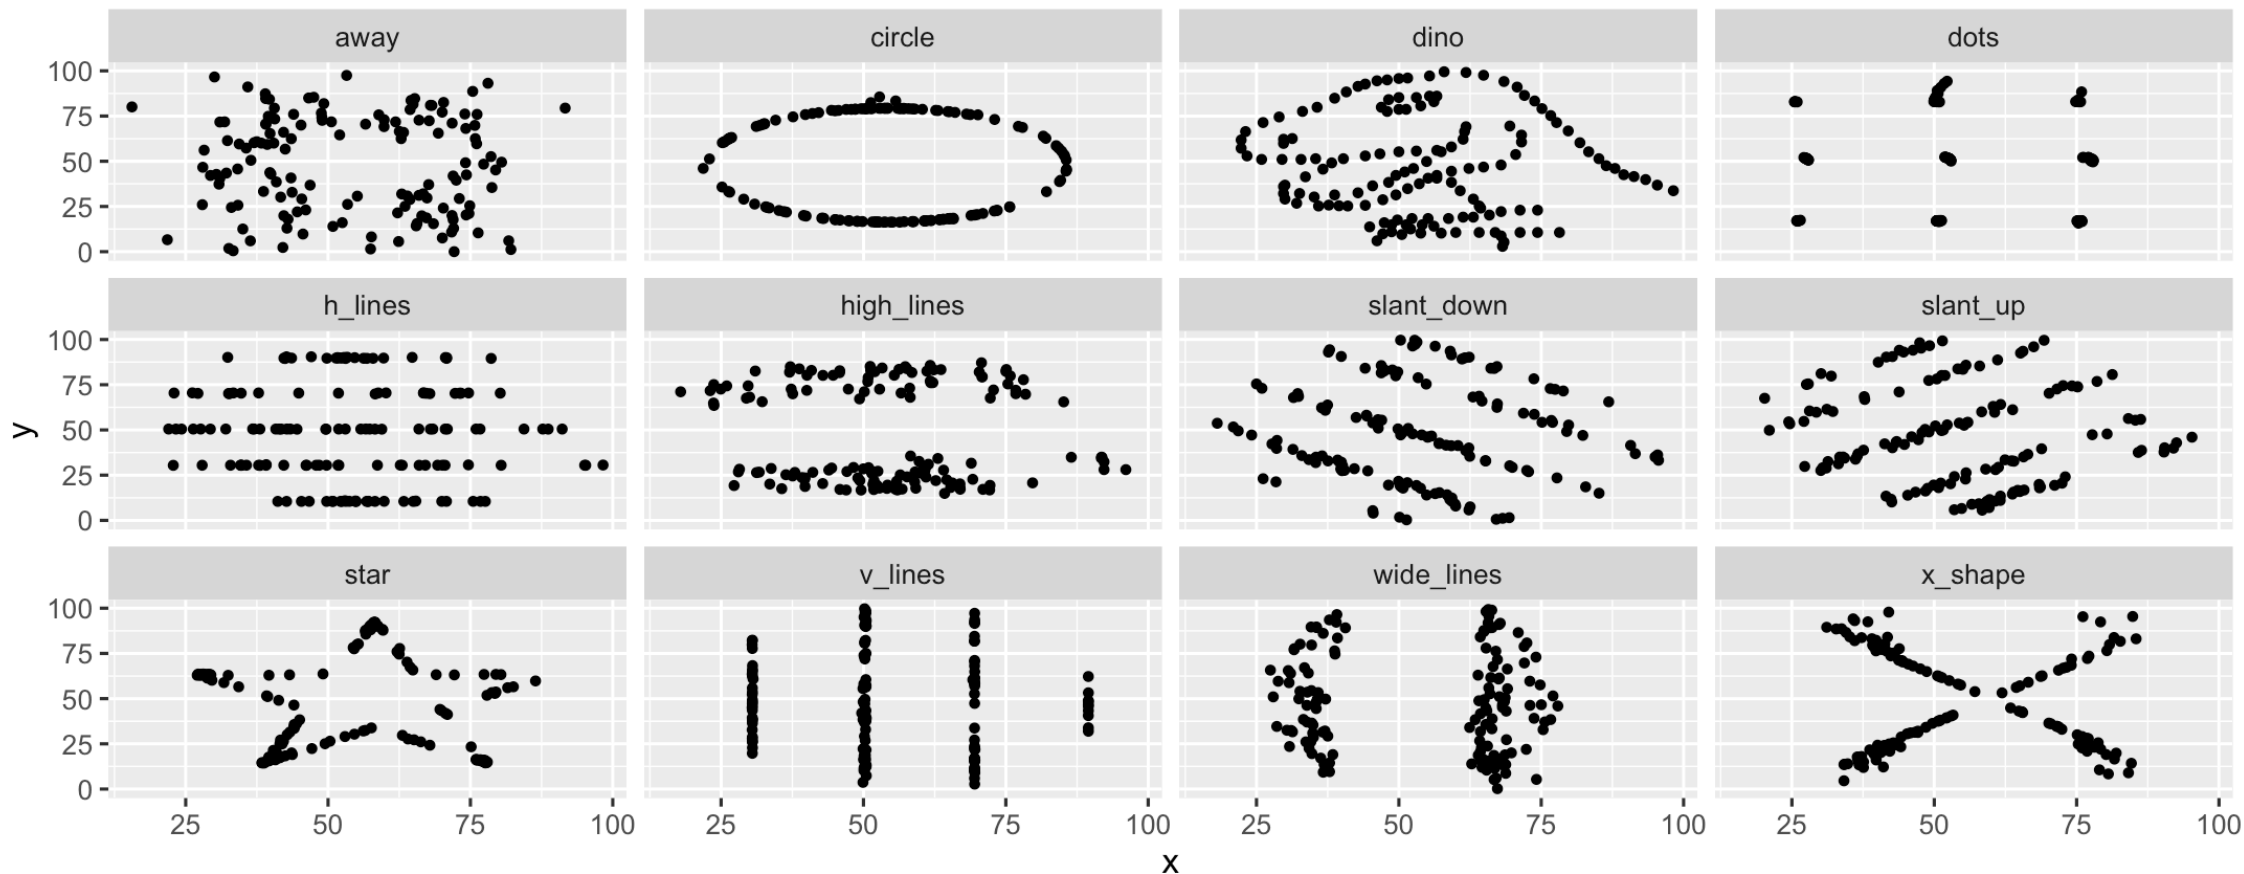 away circle dino dots
100
75
50
25
0
h_lines high_lines slant_down slant_up
100
75
50
25
0
star v_lines wide_lines x_shape
100
75
50
25
0
25 50 75 100 25 50 75 100 25 50 75 100 25 50 75 100
x
y